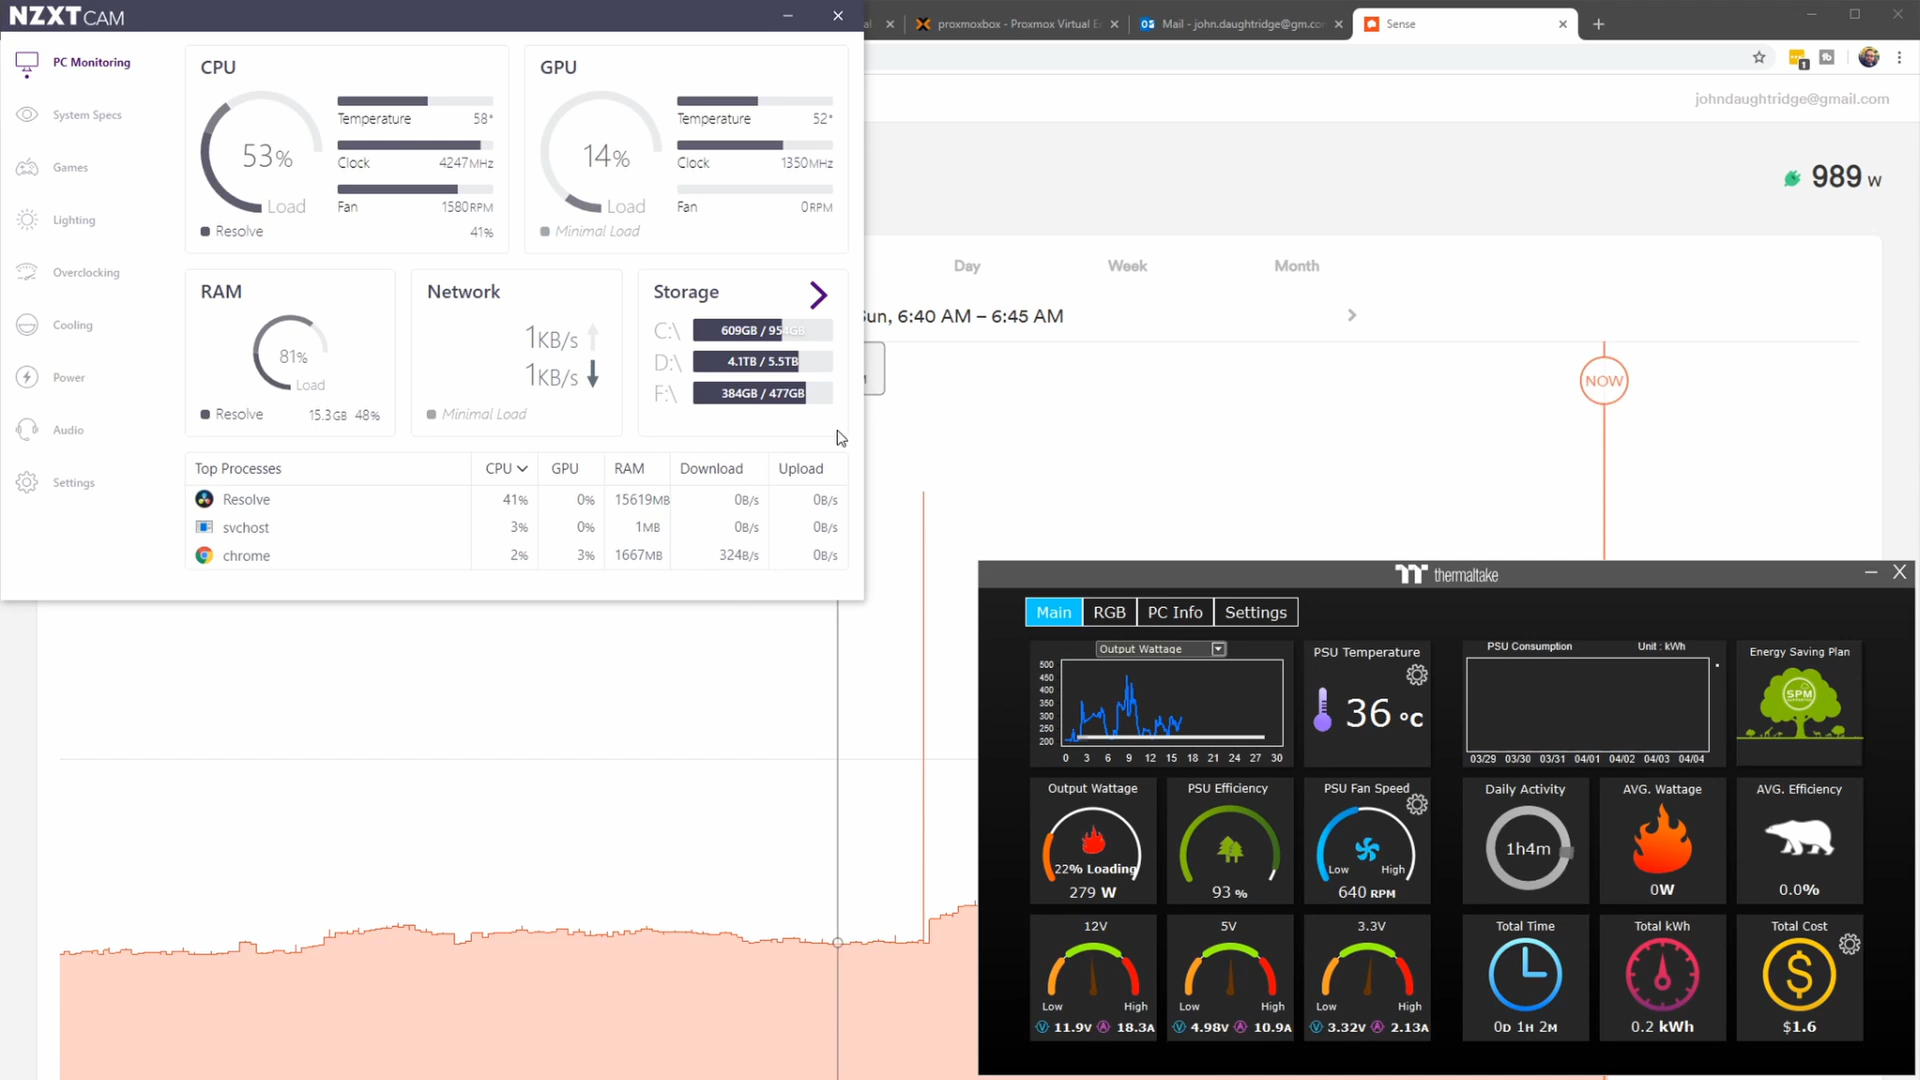 NZXT CAM
proxmoxbox - Proxmox Virtual E
Mail - john.daughtridge@gm.con
Sense
johndaughtridge@gmail.com
989 w
Day
Week
Month
Sun, 6:40 AM – 6:45 AM
NOW
PC Monitoring
System Specs
Games
Lighting
Overclocking
Cooling
Power
Audio
Settings
CPU
53%
Load
Temperature 58°
Clock 4247MHz
Fan 1580RPM
Resolve 41%
GPU
14%
Load
Temperature 52°
Clock 1350MHz
Fan 0RPM
Minimal Load
RAM
81%
Load
Resolve 15.3GB 48%
Network
1KB/s
1KB/s
Minimal Load
Storage
C:\ 609GB / 954GB
D:\ 4.1TB / 5.5TB
F:\ 384GB / 477GB
Top Processes CPU GPU RAM Download Upload
Resolve 41% 0% 15619MB 0B/s 0B/s
svchost 3% 0% 1MB 0B/s 0B/s
chrome 2% 3% 1667MB 324B/s 0B/s
thermaltake
Main RGB PC Info Settings
Output Wattage
500
450
400
350
300
250
200
0 3 6 9 12 15 18 21 24 27 30
PSU Temperature
36 °C
PSU Consumption Unit : kWh
03/29 03/30 03/31 04/01 04/02 04/03 04/04
Energy Saving Plan
SPM
Output Wattage
22% Loading
279 W
PSU Efficiency
93 %
PSU Fan Speed
Low High
640 RPM
Daily Activity
1h4m
AVG. Wattage
0W
AVG. Efficiency
0.0%
12V
Low High
V 11.9V A 18.3A
5V
Low High
V 4.98V A 10.9A
3.3V
Low High
V 3.32V A 2.13A
Total Time
0D 1H 2M
Total kWh
0.2 kWh
Total Cost
$
$1.6